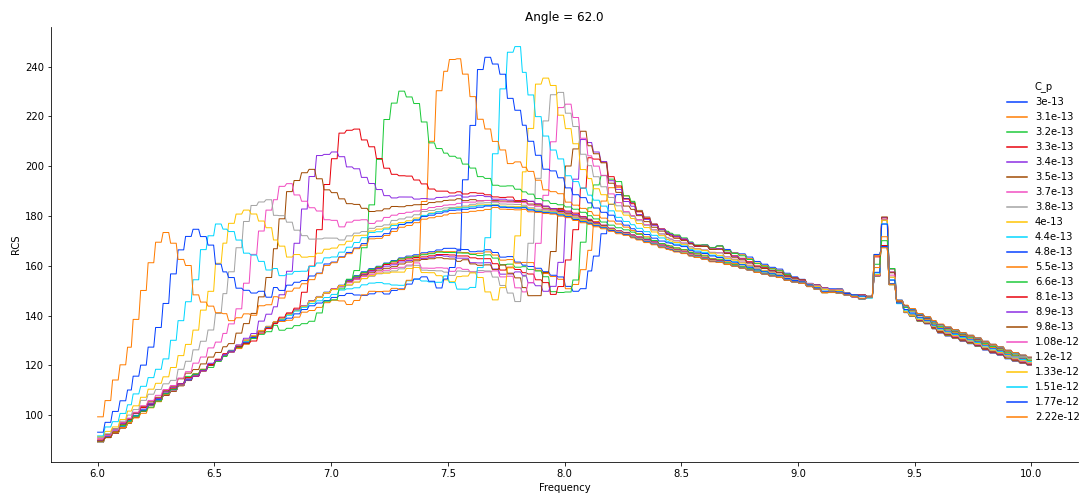 Angle = 62.0
240
220
200
180
160
140
120
100
RCS
6.0
6.5
7.0
7.5
8.0
8.5
9.0
9.5
10.0
Frequency
C_p
3e-13
3.1e-13
3.2e-13
3.3e-13
3.4e-13
3.5e-13
3.7e-13
3.8e-13
4e-13
4.4e-13
4.8e-13
5.5e-13
6.6e-13
8.1e-13
8.9e-13
9.8e-13
1.08e-12
1.2e-12
1.33e-12
1.51e-12
1.77e-12
2.22e-12